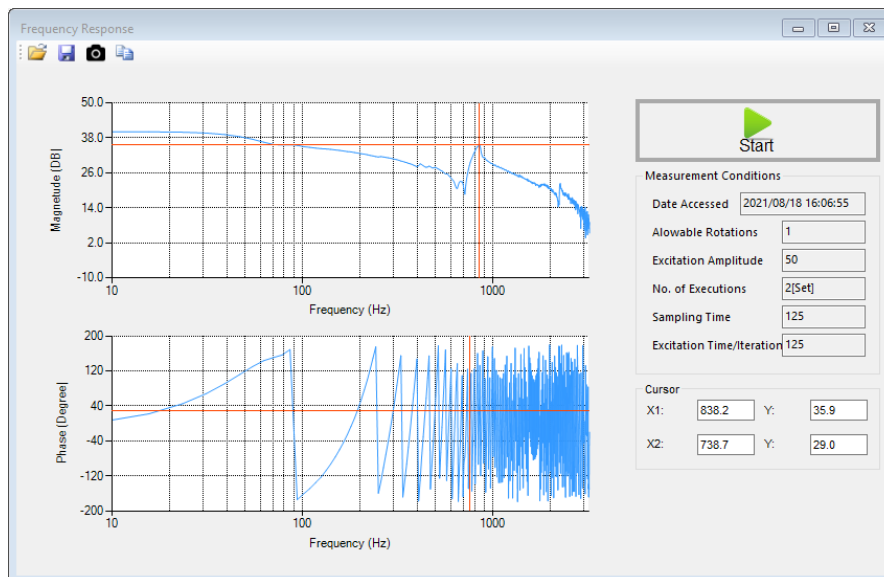 Frequency Response
50.0
38.0
26.0
14.0
2.0
-10.0
Magnitude (DB|
10
100
1000
Frequency (Hz)
200
120
40
-40
-120
-200
Phase (Degree|
10
100
1000
Frequency (Hz)
Start
Measurement Conditions
Date Accessed 2021/08/18 16:06:55
Alowable Rotations 1
Excitation Amplitude 50
No. of Executions 2[Set]
Sampling Time 125
Excitation Time/Iteration 125
Cursor
X1: 838.2 Y: 35.9
X2: 738.7 Y: 29.0